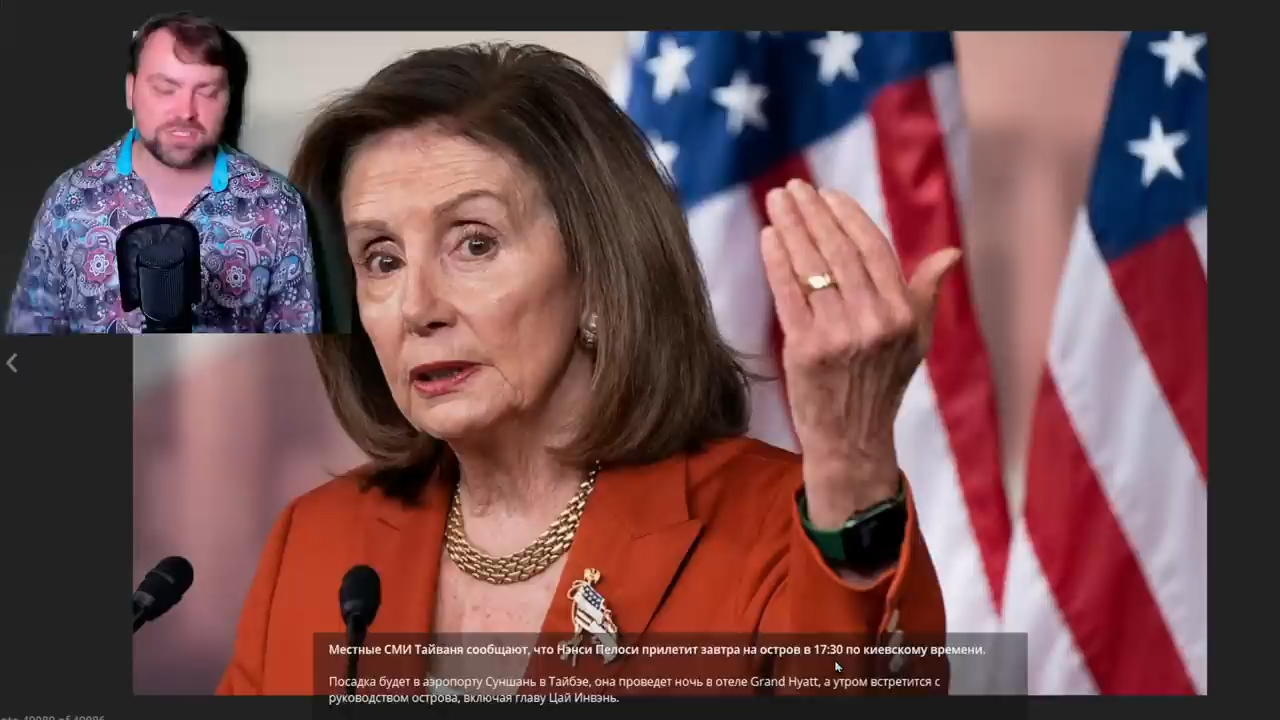 Местные СМИ Тайваня сообщают, что Нэнси Пелоси прилетит завтра на остров в 17:30 по киевскому времени.
Посадка будет в аэропорту Суншань в Тайбэе, она проведет ночь в отеле Grand Hyatt, а утром встретится с
руководством острова, включая главу Цай Инвэнь.